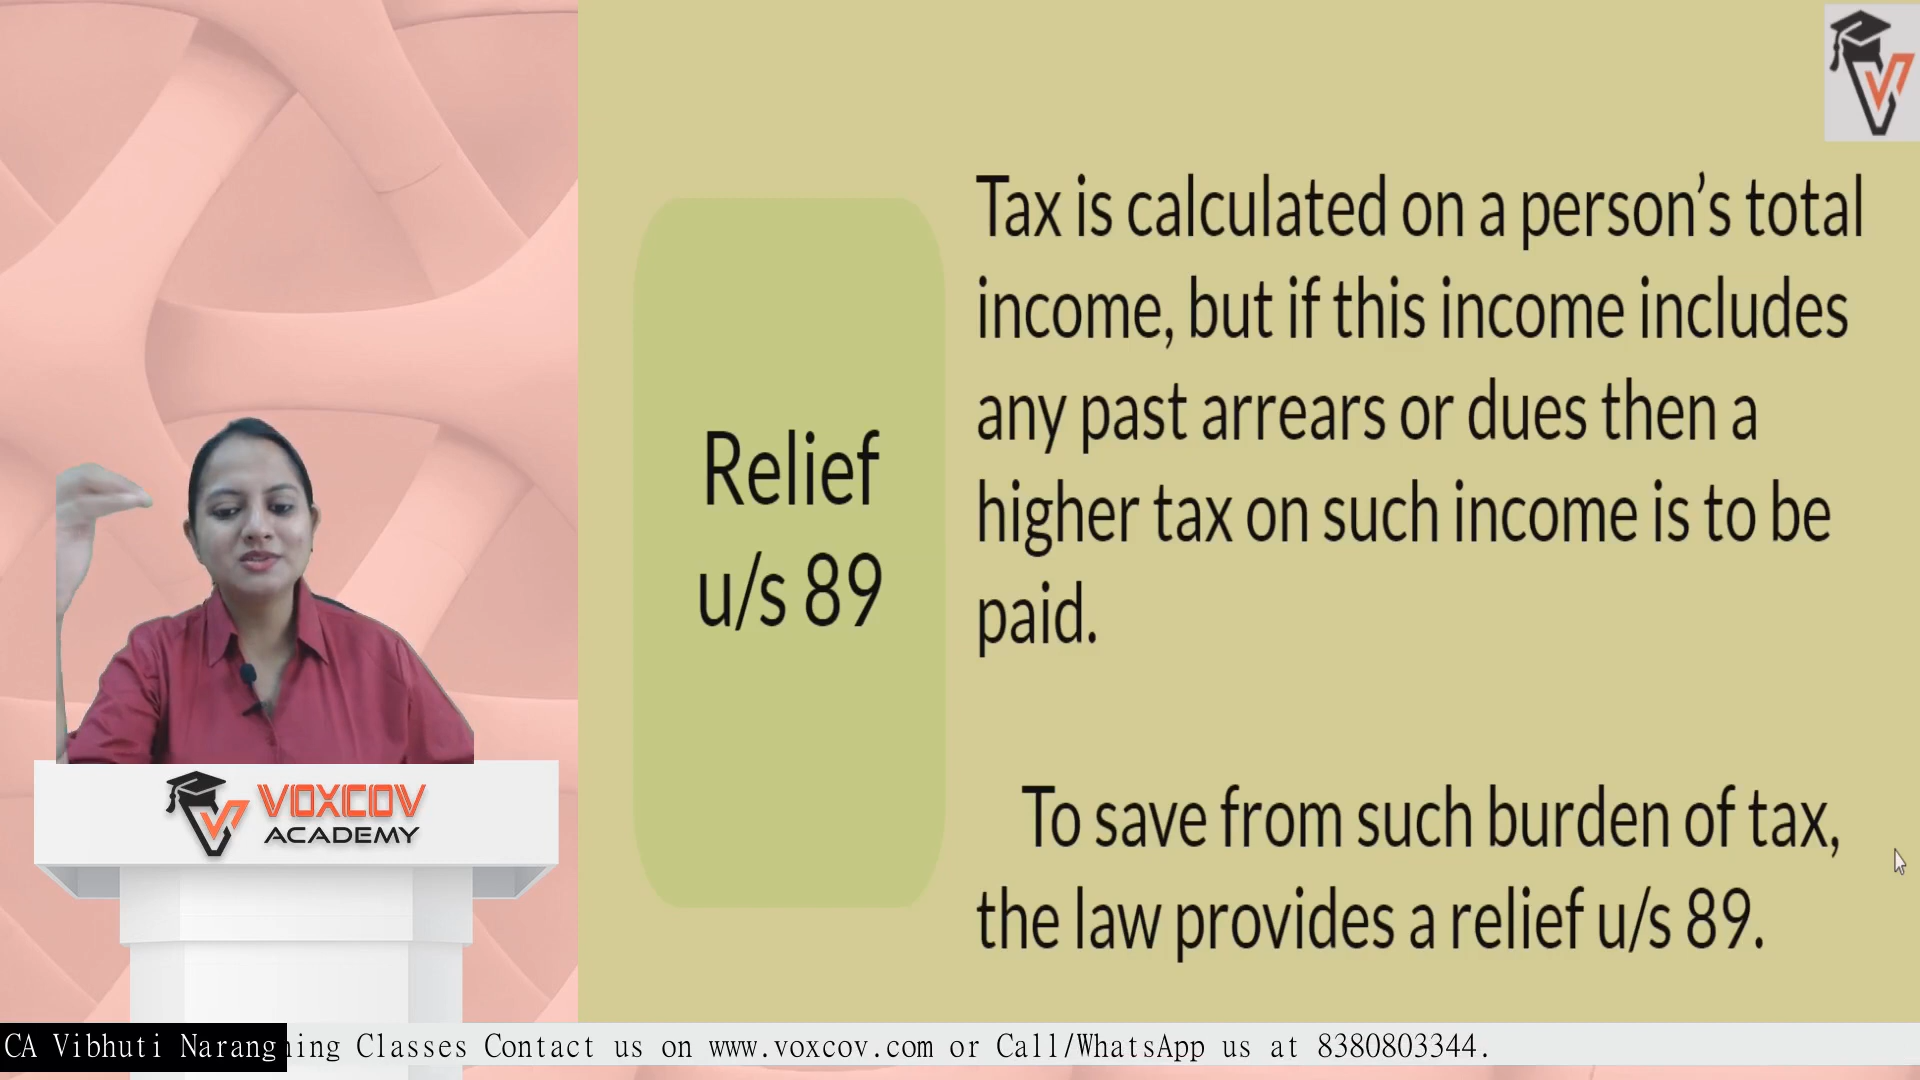 Relief
u/s 89
Tax is calculated on a person’s total
income, but if this income includes
any past arrears or dues then a
higher tax on such income is to be
paid.
To save from such burden of tax,
the law provides a relief u/s 89.
VOXCOV
ACADEMY
CA Vibhuti Narang
ing Classes Contact us on www.voxcov.com or Call/WhatsApp us at 8380803344.